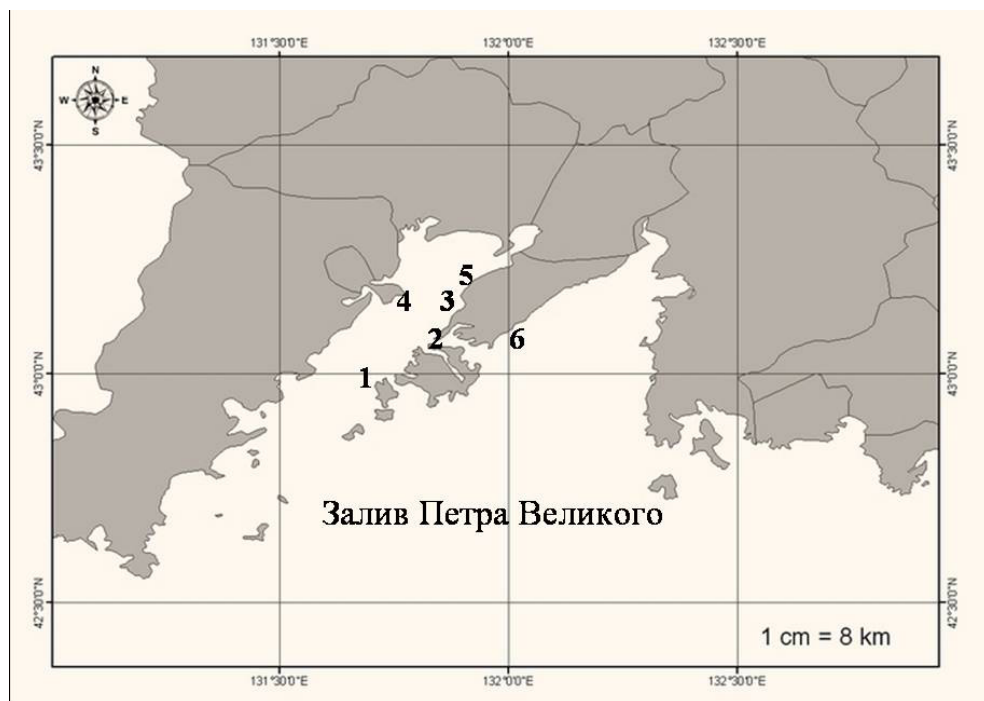 131°30'0"E 132°0'0"E 132°30'0"E
N
W E
S
43°30'0"N 43°30'0"N
5
4 3
2 6
43°0'0"N 1 43°0'0"N
Залив Петра Великого
42°30'0"N 42°30'0"N
1 cm = 8 km
131°30'0"E 132°0'0"E 132°30'0"E